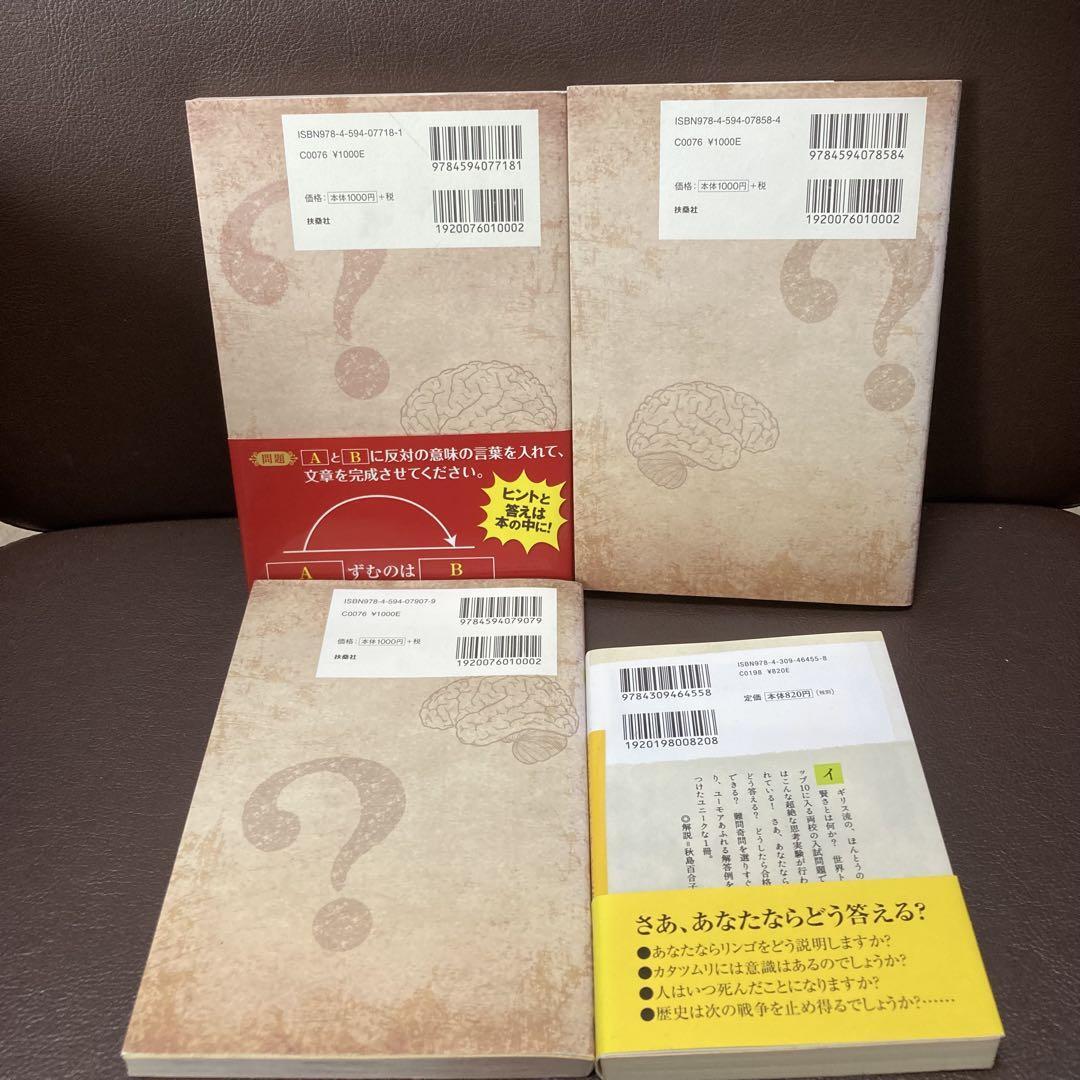 ISBN978-4-594-07718-1
C0076 ¥1000E
9784594077181
価格：本体1000円+税
扶桑社
1920076010002
問題 AとBに反対の意味の言葉を入れて、
文章を完成させてください。
ヒントと
答えは
本の中に!
A ずむのは B
ISBN978-4-594-07858-4
C0076 ¥1000E
9784594078584
価格：本体1000円+税
扶桑社
1920076010002
ISBN978-4-594-07907-9
C0076 ¥1000E
9784594079079
価格：本体1000円+税
扶桑社
1920076010002
ISBN978-4-309-46455-8
C0198 ¥820E
9784309464558
定価 本体820円（税別）
1920198008208
イギリス流の、ほんとうの
賢さとは何か？ 世界ト
ップ10に入る両校の入試問題で
はこんな超絶な思考実験が行わ
れている！ さあ、あなたなら
どう答える？ どうしたら合格
できる？ 難問奇問を選りすぐ
り、ユーモアあふれる解答例を
つけたユニークな1冊。
◎解説＝秋島百合子
さあ、あなたならどう答える？
●あなたならリンゴをどう説明しますか？
●カタツムリには意識はあるのでしょうか？
●人はいつ死んだことになりますか？
●歴史は次の戦争を止め得るでしょうか？……